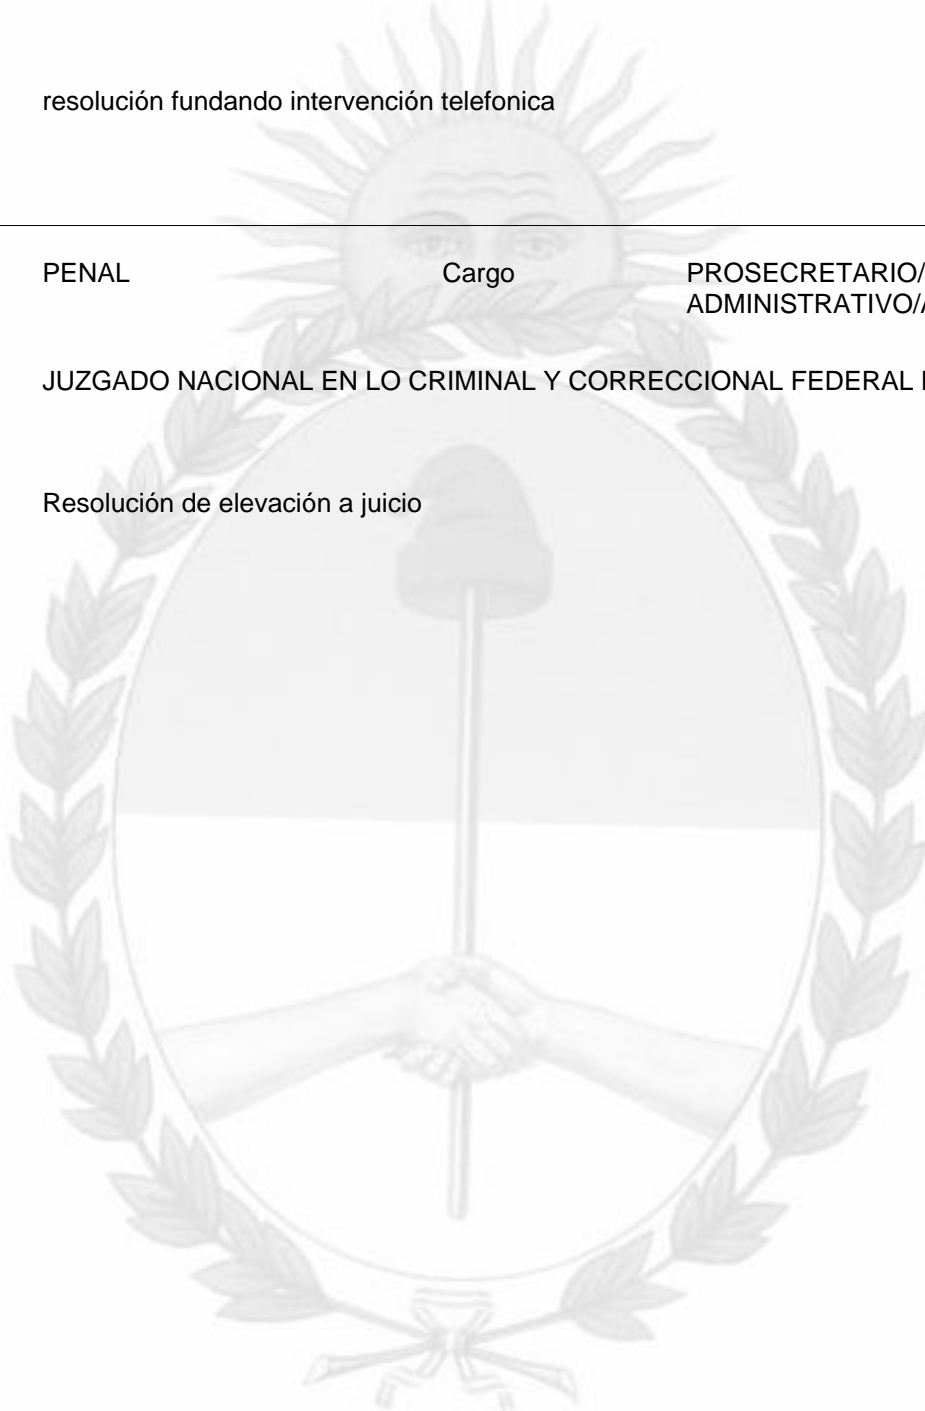 resolución fundando intervención telefonica
PENAL Cargo PROSECRETARIO/
ADMINISTRATIVO/
JUZGADO NACIONAL EN LO CRIMINAL Y CORRECCIONAL FEDERAL
Resolución de elevación a juicio